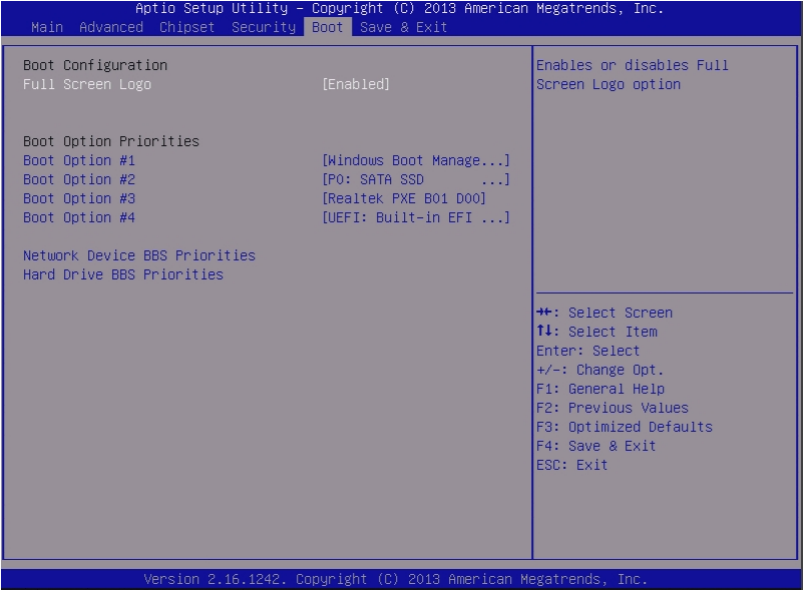 Aptio Setup Utility – Copyright (C) 2013 American Megatrends, Inc.
Main Advanced Chipset Security Boot Save & Exit
Boot Configuration
Full Screen Logo [Enabled]
Boot Option Priorities
Boot Option #1 [Windows Boot Manage...]
Boot Option #2 [P0: SATA SSD ...]
Boot Option #3 [Realtek PXE B01 D00]
Boot Option #4 [UEFI: Built-in EFI ...]
Network Device BBS Priorities
Hard Drive BBS Priorities
Enables or disables Full
Screen Logo option
→←: Select Screen
↑↓: Select Item
Enter: Select
+/-: Change Opt.
F1: General Help
F2: Previous Values
F3: Optimized Defaults
F4: Save & Exit
ESC: Exit
Version 2.16.1242. Copyright (C) 2013 American Megatrends, Inc.